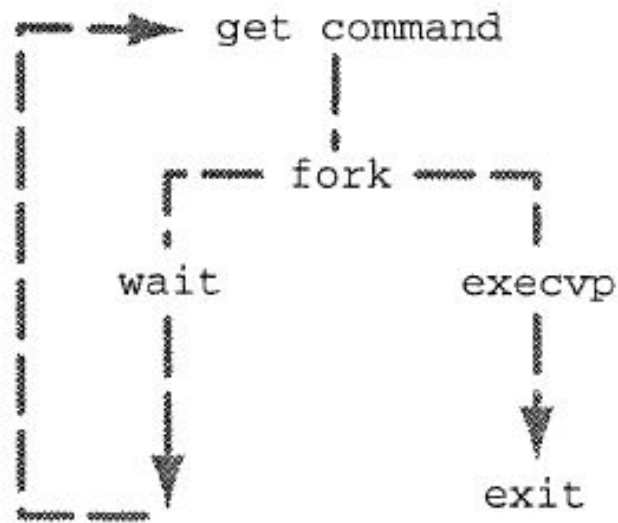 get command
fork
wait
execvp
exit